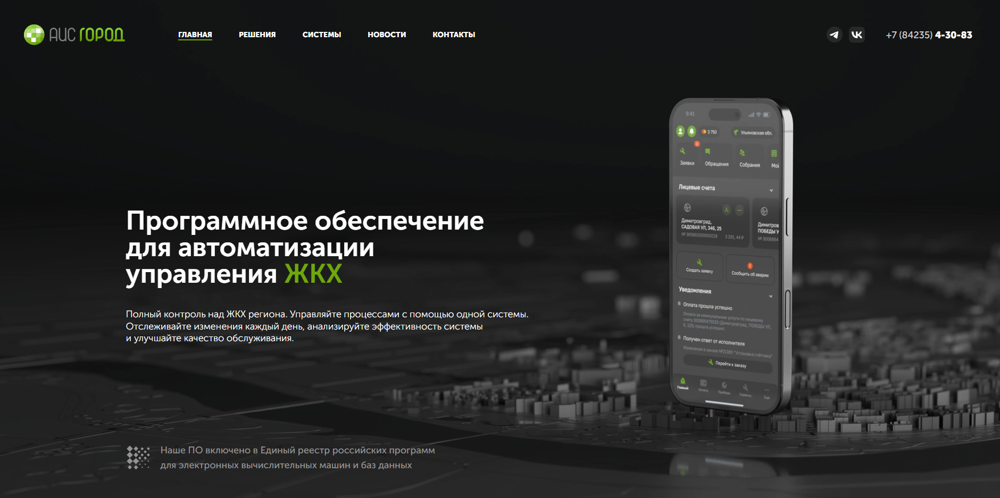 АИС ГОРОД
ГЛАВНАЯ
РЕШЕНИЯ
СИСТЕМЫ
НОВОСТИ
КОНТАКТЫ
+7 (84235) 4-30-83
Программное обеспечение
для автоматизации
управления ЖКХ
Полный контроль над ЖКХ региона. Управляйте процессами с помощью одной системы.
Отслеживайте изменения каждый день, анализируйте эффективность системы
и улучшайте качество обслуживания.
Наше ПО включено в Единый реестр российских программ
для электронных вычислительных машин и баз данных
9:41
3 750
Ульяновская обл.
1
Заявки
Обращения
Собрания
Мой
Лицевые счета
Димитровград,
САДОВАЯ УЛ, 346, 25
№ 365893300000218 3 291, 44 ₽
Димитров
ПОБЕДЫ У
№ 3008954
Создать заявку
Сообщить об аварии
Уведомления
Оплата прошла успешно
Оплата за коммунальные услуги по лицевому
счету 300895475529 (Димитровград, ПОБЕДЫ УЛ,
6, 125) прошла успешно
Получен ответ от исполнителя
Изменения в заказе №21385 "Установка счётчика"
Перейти к заказу
Главный
Оплата
Приборы
Сервисы
Еще